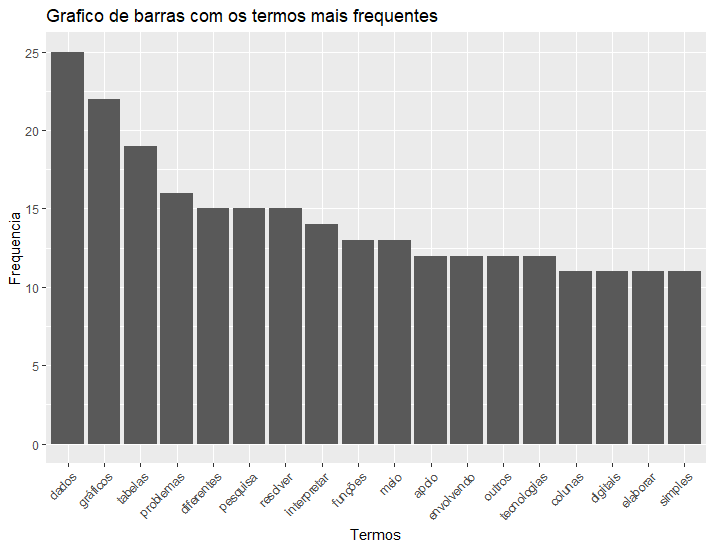 Grafico de barras com os termos mais frequentes
Frequencia
25
20
15
10
5
0
dados
gráficos
tabelas
problemas
diferentes
pesquisa
resolver
interpretar
funções
meio
apoio
envolvendo
outros
tecnologias
colunas
digitais
elaborar
simples
Termos